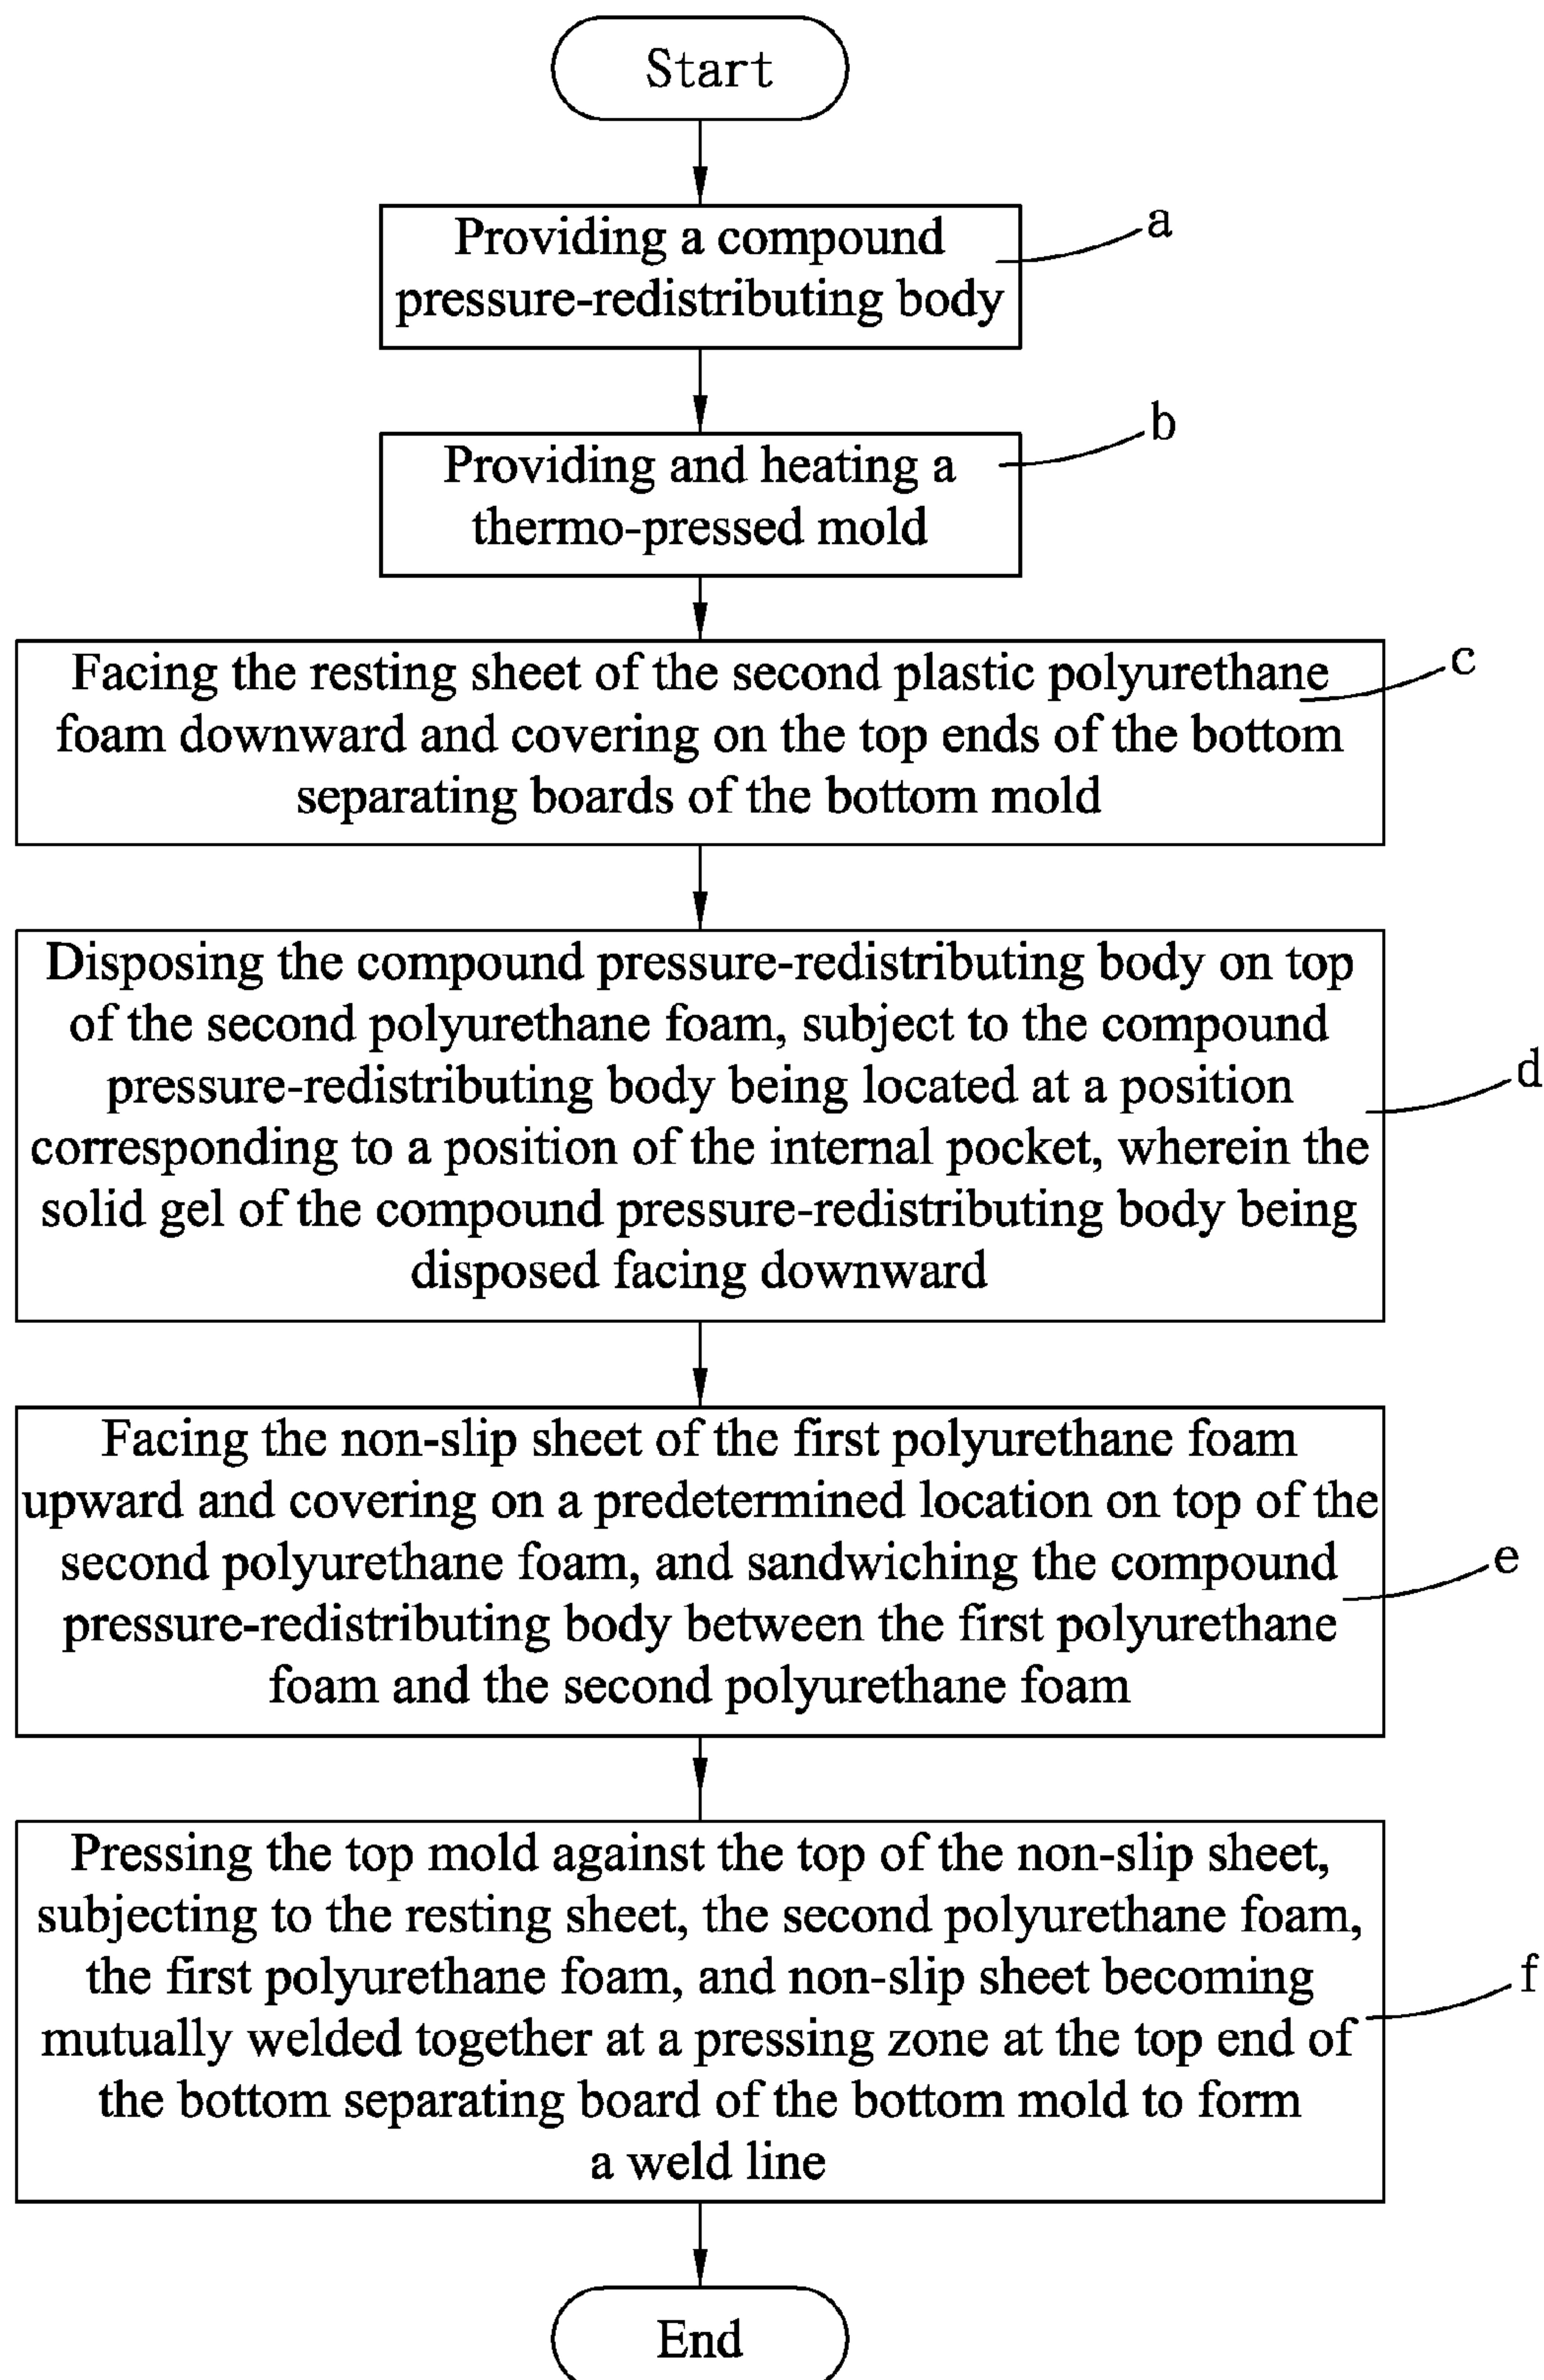 Start
Providing a compound
pressure-redistributing body
a
Providing and heating a
thermo-pressed mold
b
Facing the resting sheet of the second plastic polyurethane
foam downward and covering on the top ends of the bottom
separating boards of the bottom mold
c
Disposing the compound pressure-redistributing body on top
of the second polyurethane foam, subject to the compound
pressure-redistributing body being located at a position
corresponding to a position of the internal pocket, wherein the
solid gel of the compound pressure-redistributing body being
disposed facing downward
d
Facing the non-slip sheet of the first polyurethane foam
upward and covering on a predetermined location on top of the
second polyurethane foam, and sandwiching the compound
pressure-redistributing body between the first polyurethane
foam and the second polyurethane foam
e
Pressing the top mold against the top of the non-slip sheet,
subjecting to the resting sheet, the second polyurethane foam,
the first polyurethane foam, and non-slip sheet becoming
mutually welded together at a pressing zone at the top end of
the bottom separating board of the bottom mold to form
a weld line
f
End